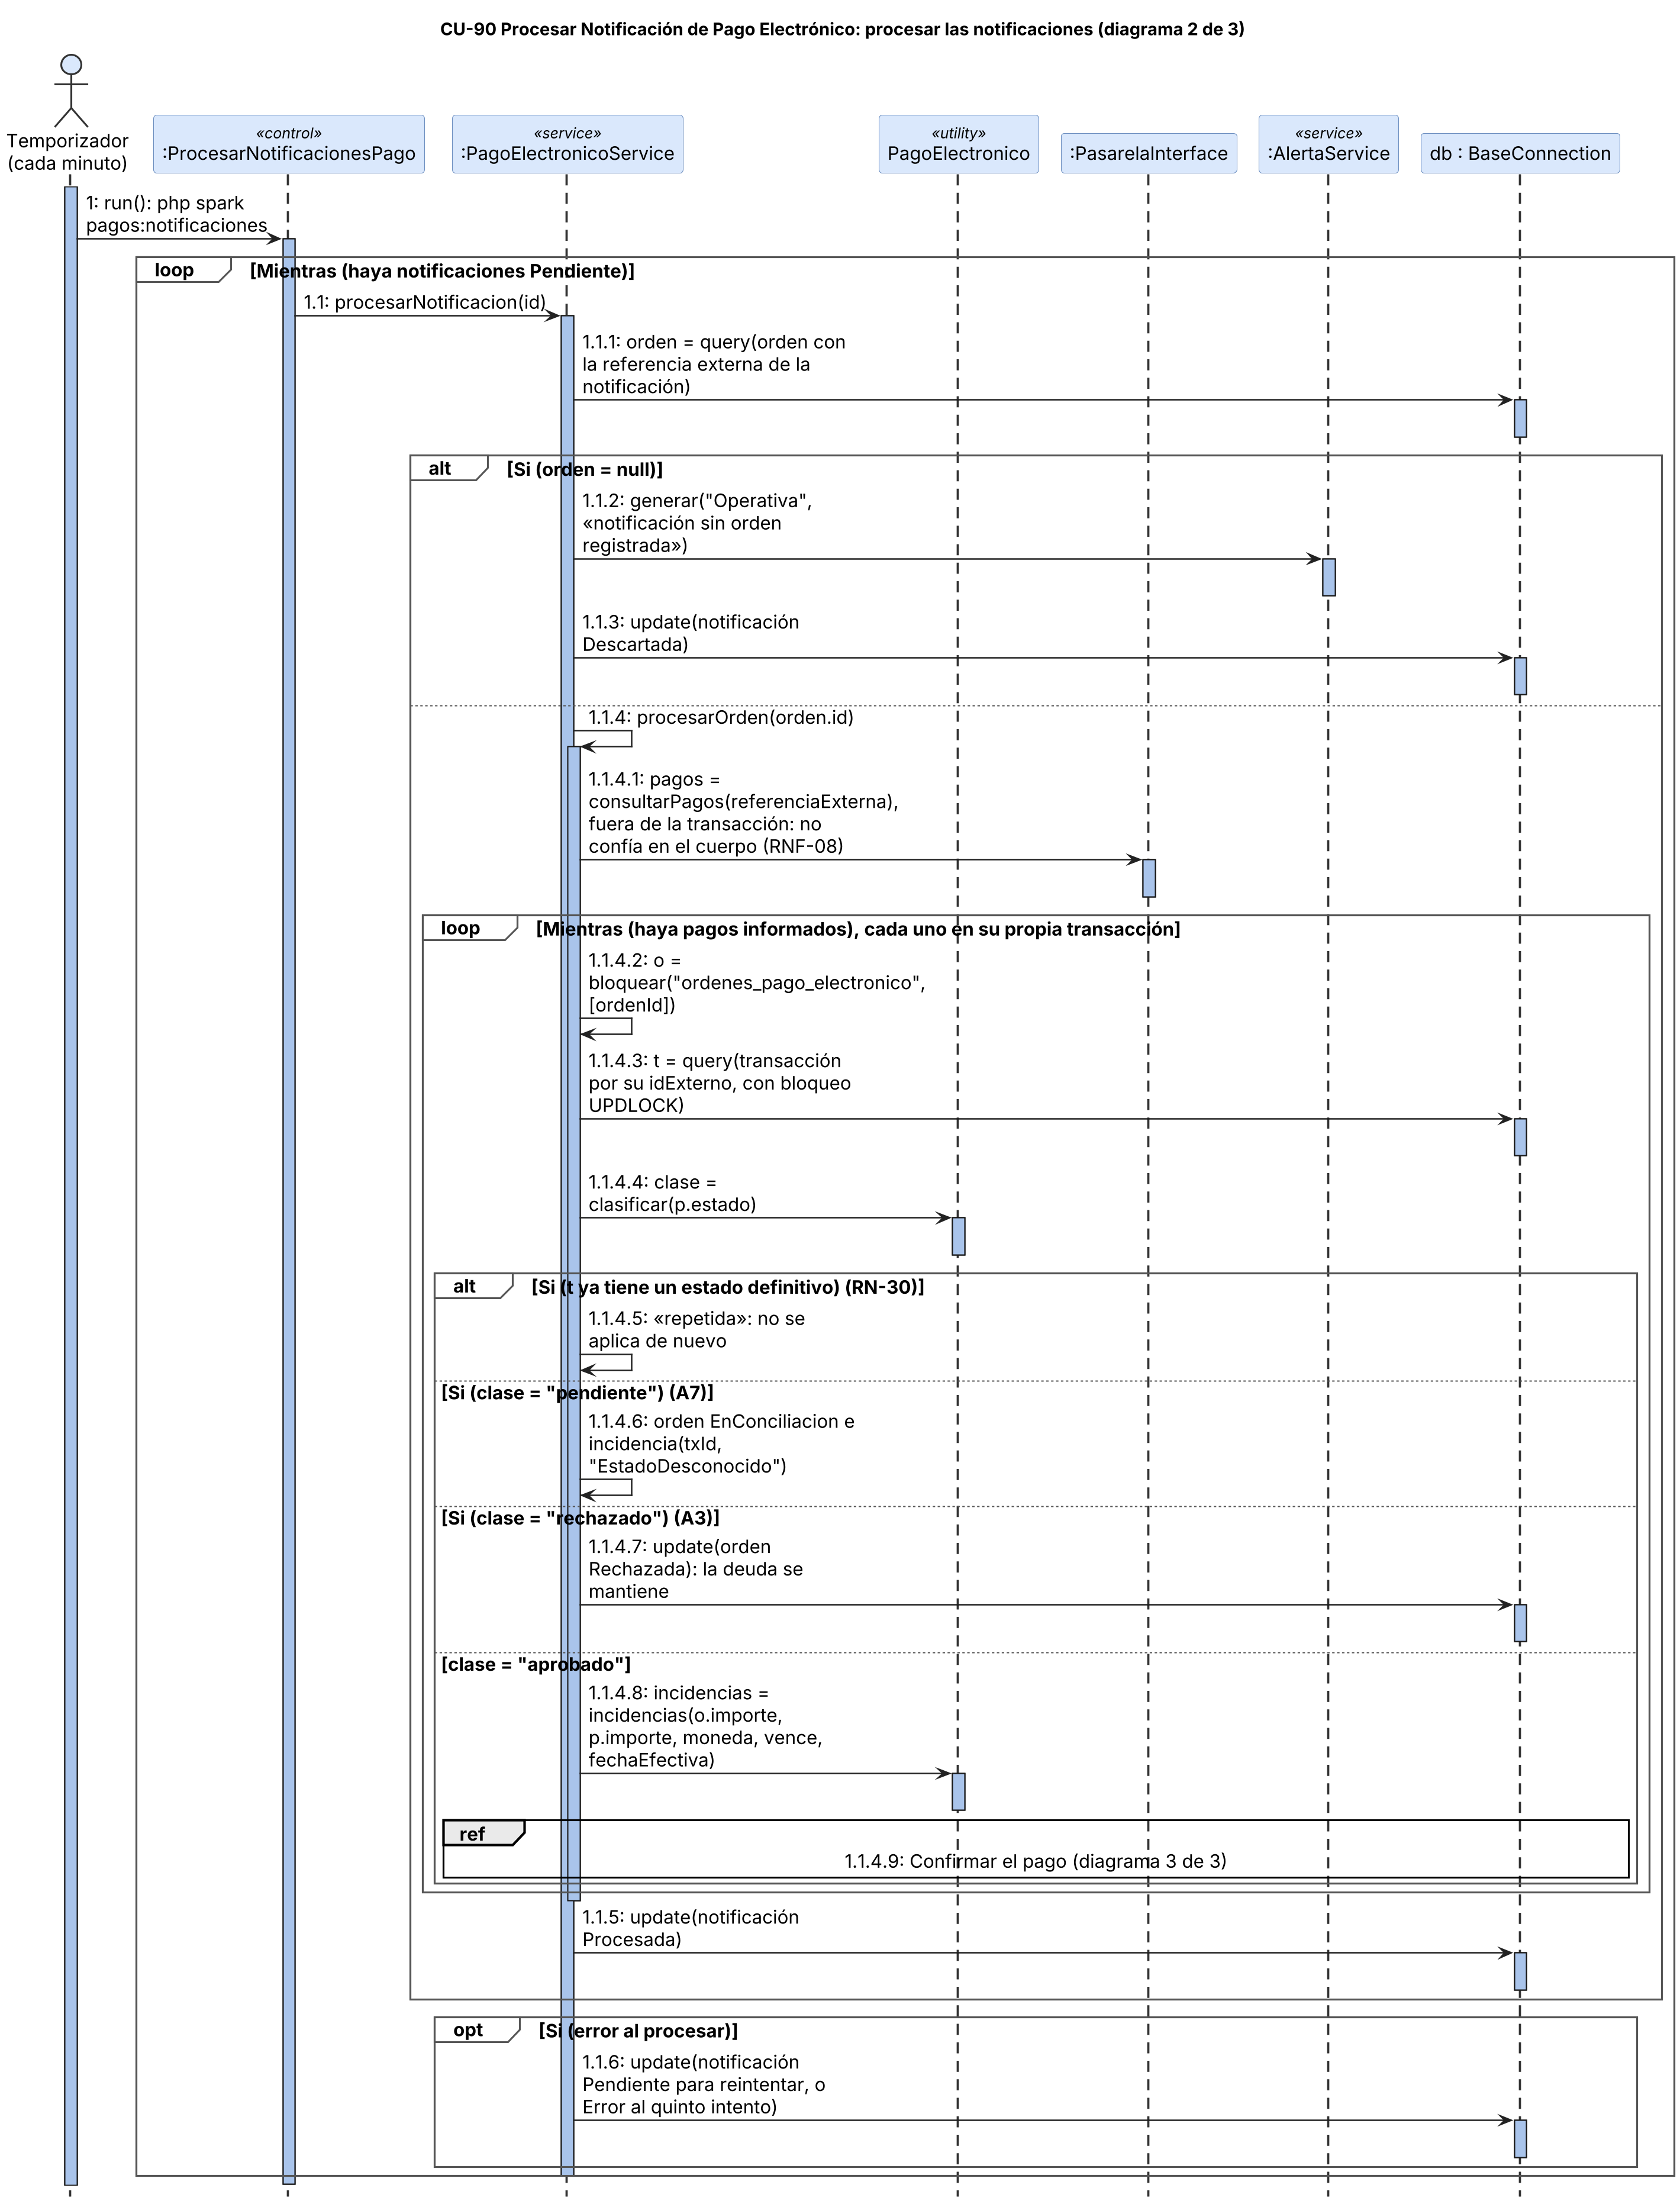 CU-90 Procesar Notificación de Pago Electrónico: procesar las notificaciones (diagrama 2 de 3)
Temporizador
(cada minuto)
«control»
:ProcesarNotificacionesPago
«service»
:PagoElectronicoService
«utility»
PagoElectronico
:PasarelaInterface
«service»
:AlertaService
db : BaseConnection
1: run(): php spark
pagos:notificaciones
loop
[Mientras (haya notificaciones Pendiente)]
1.1: procesarNotificacion(id)
1.1.1: orden = query(orden con
la referencia externa de la
notificación)
alt
[Si (orden = null)]
1.1.2: generar("Operativa",
«notificación sin orden
registrada»)
1.1.3: update(notificación
Descartada)
1.1.4: procesarOrden(orden.id)
1.1.4.1: pagos =
consultarPagos(referenciaExterna),
fuera de la transacción: no
confía en el cuerpo (RNF-08)
loop
[Mientras (haya pagos informados), cada uno en su propia transacción]
1.1.4.2: o =
bloquear("ordenes_pago_electronico",
[ordenId])
1.1.4.3: t = query(transacción
por su idExterno, con bloqueo
UPDLOCK)
1.1.4.4: clase =
clasificar(p.estado)
alt
[Si (t ya tiene un estado definitivo) (RN-30)]
1.1.4.5: «repetida»: no se
aplica de nuevo
[Si (clase = "pendiente") (A7)]
1.1.4.6: orden EnConciliacion e
incidencia(txId,
"EstadoDesconocido")
[Si (clase = "rechazado") (A3)]
1.1.4.7: update(orden
Rechazada): la deuda se
mantiene
[clase = "aprobado"]
1.1.4.8: incidencias =
incidencias(o.importe,
p.importe, moneda, vence,
fechaEfectiva)
ref
1.1.4.9: Confirmar el pago (diagrama 3 de 3)
1.1.5: update(notificación
Procesada)
opt
[Si (error al procesar)]
1.1.6: update(notificación
Pendiente para reintentar, o
Error al quinto intento)